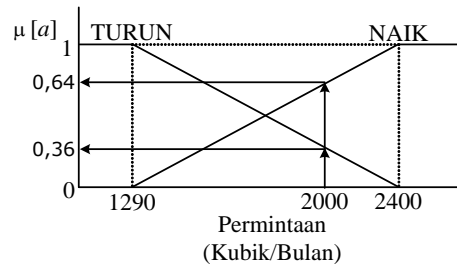 μ [a]
TURUN NAIK
1
0,64
0,36
0
1290 2000 2400
Permintaan
(Kubik/Bulan)